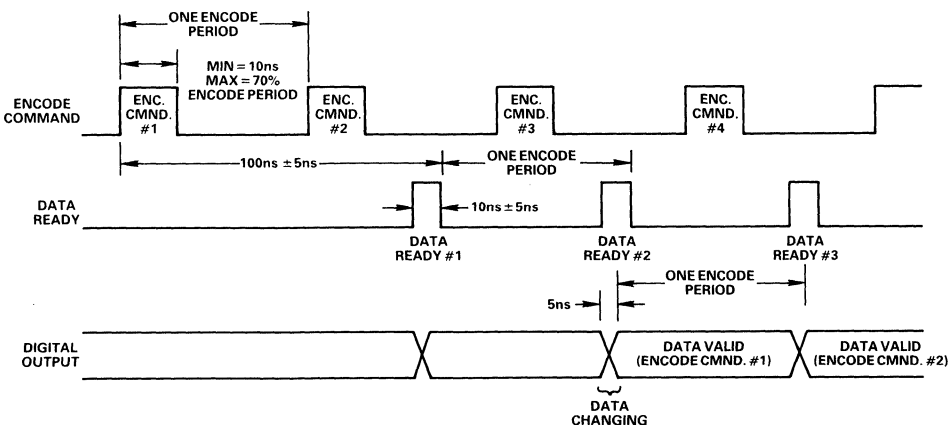 ONE ENCODE
PERIOD
MIN = 10ns
MAX = 70%
ENCODE PERIOD
ENCODE
COMMAND
ENC.
CMND.
#1
ENC.
CMND.
#2
ENC.
CMND.
#3
ENC.
CMND.
#4
100ns ±5ns
ONE ENCODE
PERIOD
DATA
READY
10ns ±5ns
DATA
READY #1
DATA
READY #2
DATA
READY #3
ONE ENCODE
PERIOD
5ns
DIGITAL
OUTPUT
DATA VALID
(ENCODE CMND. #1)
DATA VALID
(ENCODE CMND. #2)
DATA
CHANGING